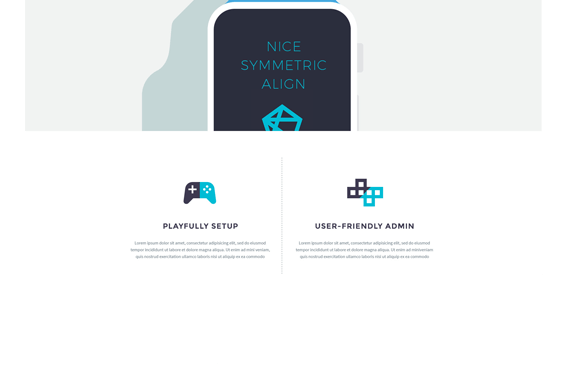 NICE
SYMMETRIC
ALIGN
PLAYFULLY SETUP
Lorem ipsum dolor sit amet, consectetur adipiscing elit, sed do eiusmod
tempor incididunt ut labore et dolore magna aliqua. Ut enim ad mini veniam,
quis nostrud exercitation ullamco laboris nisi ut aliquip ex ea commodo
USER-FRIENDLY ADMIN
Lorem ipsum dolor sit amet, consectetur adipiscing elit, sed do eiusmod
tempor incididunt ut labore et dolore magna aliqua. Ut enim ad minimveniam
quis nostrud exercitation ullamco laboris nisi ut aliquip ex ea commodo